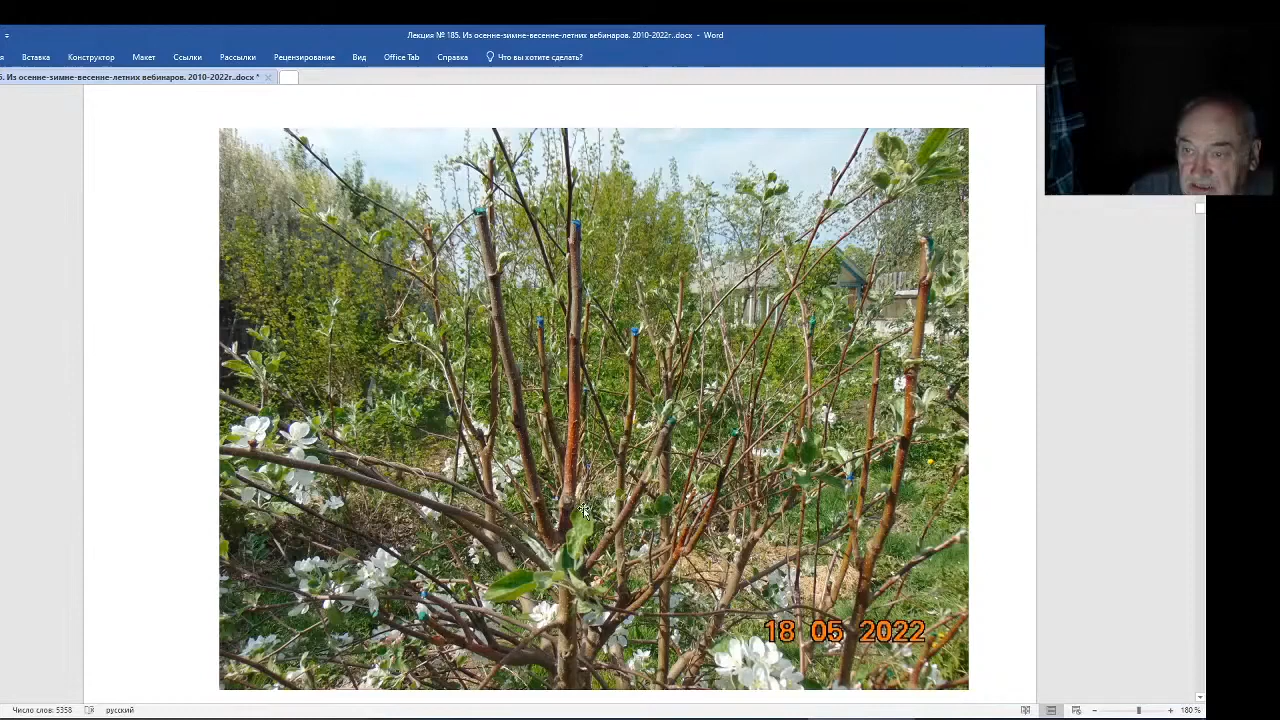 Лекция № 185. Из осенне-зимне-весенне-летних вебинаров. 2010-2022г..docx - Word
Вставка Конструктор Макет Ссылки Рассылки Рецензирование Вид Office Tab Справка Что вы хотите сделать?
Из осенне-зимне-весенне-летних вебинаров. 2010-2022г..docx *
18 05 2022
Число слов: 5358 русский 180 %